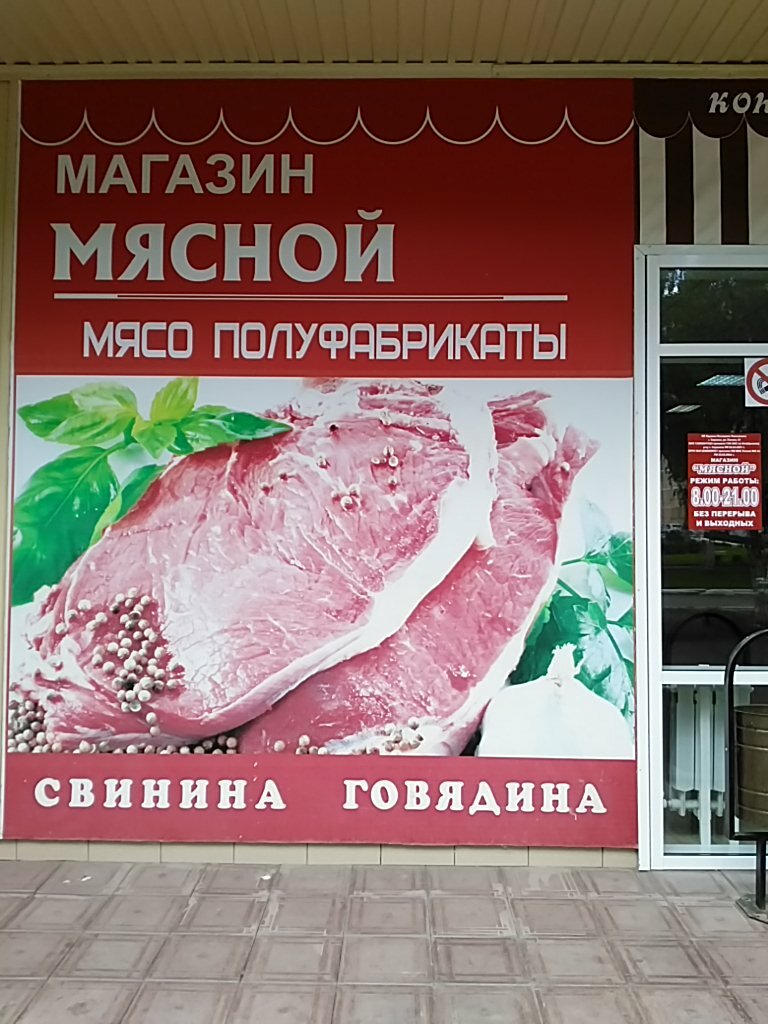 МАГАЗИН
МЯСНОЙ
МЯСО ПОЛУФАБРИКАТЫ
СВИНИНА ГОВЯДИНА
МАГАЗИН
"МЯСНОЙ"
РЕЖИМ РАБОТЫ:
8.00-21.00
БЕЗ ПЕРЕРЫВА
И ВЫХОДНЫХ